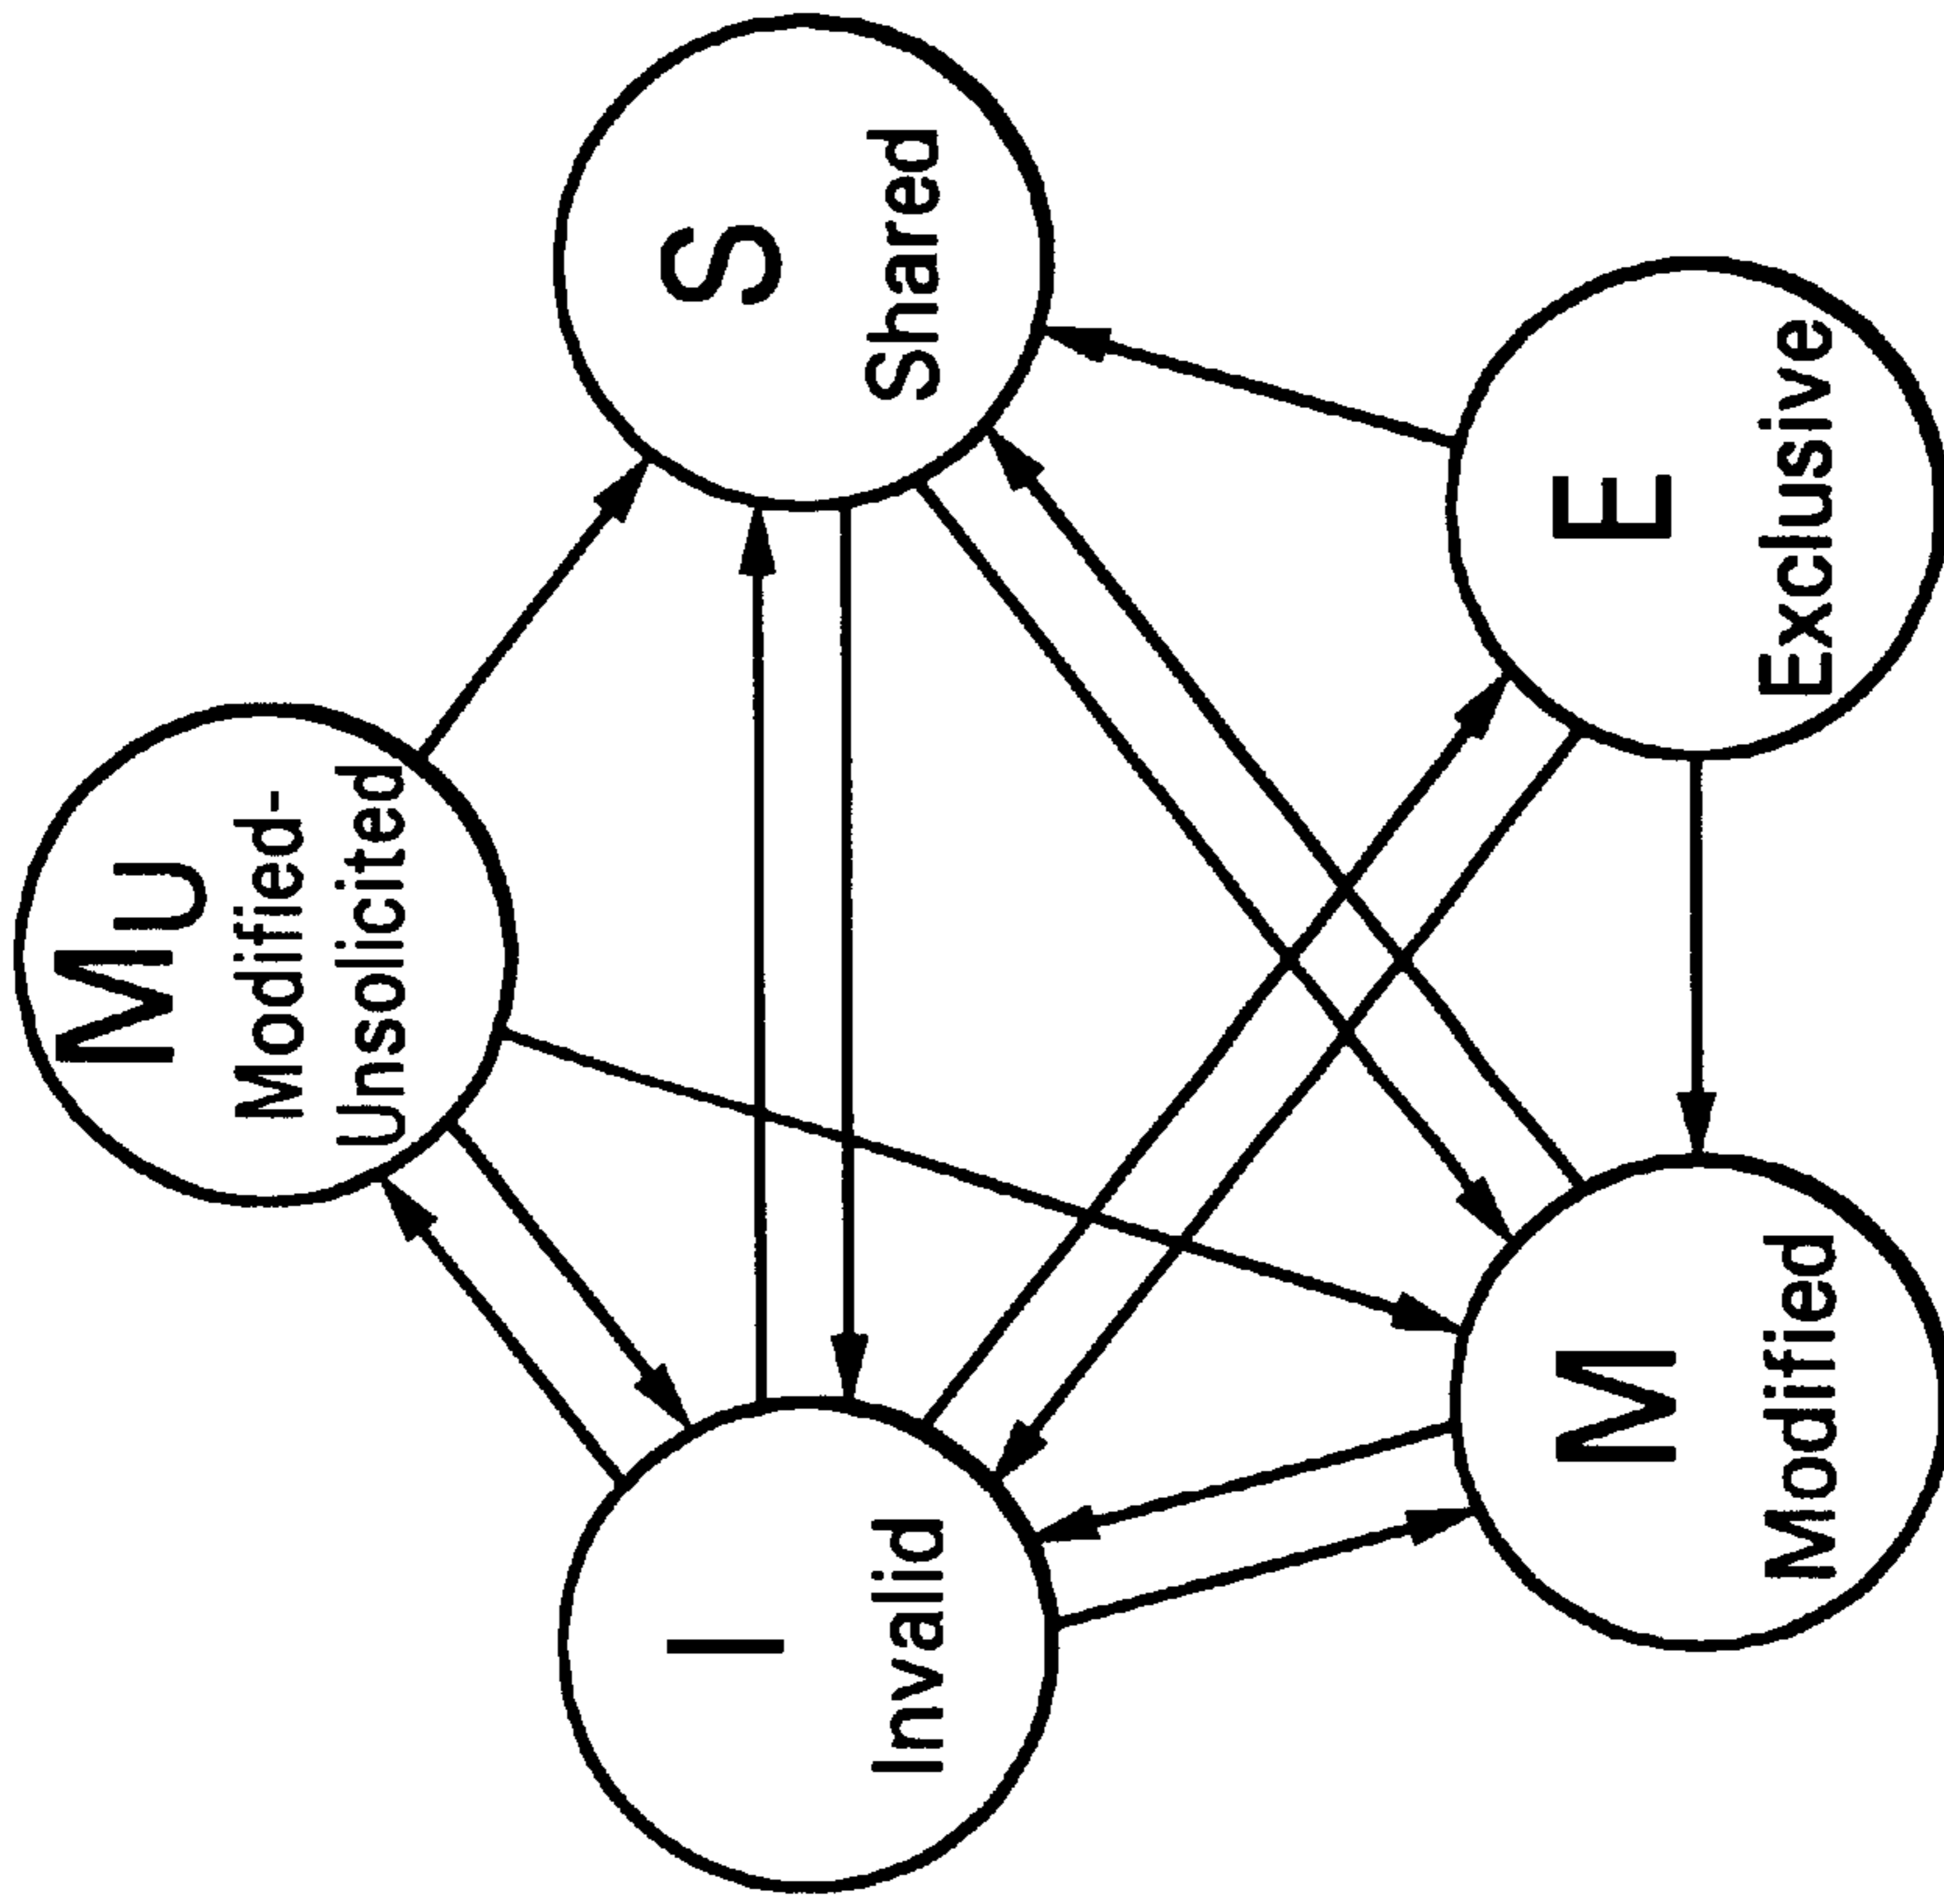 Mu
Modified-
Unsolicited
I
Invalid
S
Shared
M
Modified
E
Exclusive